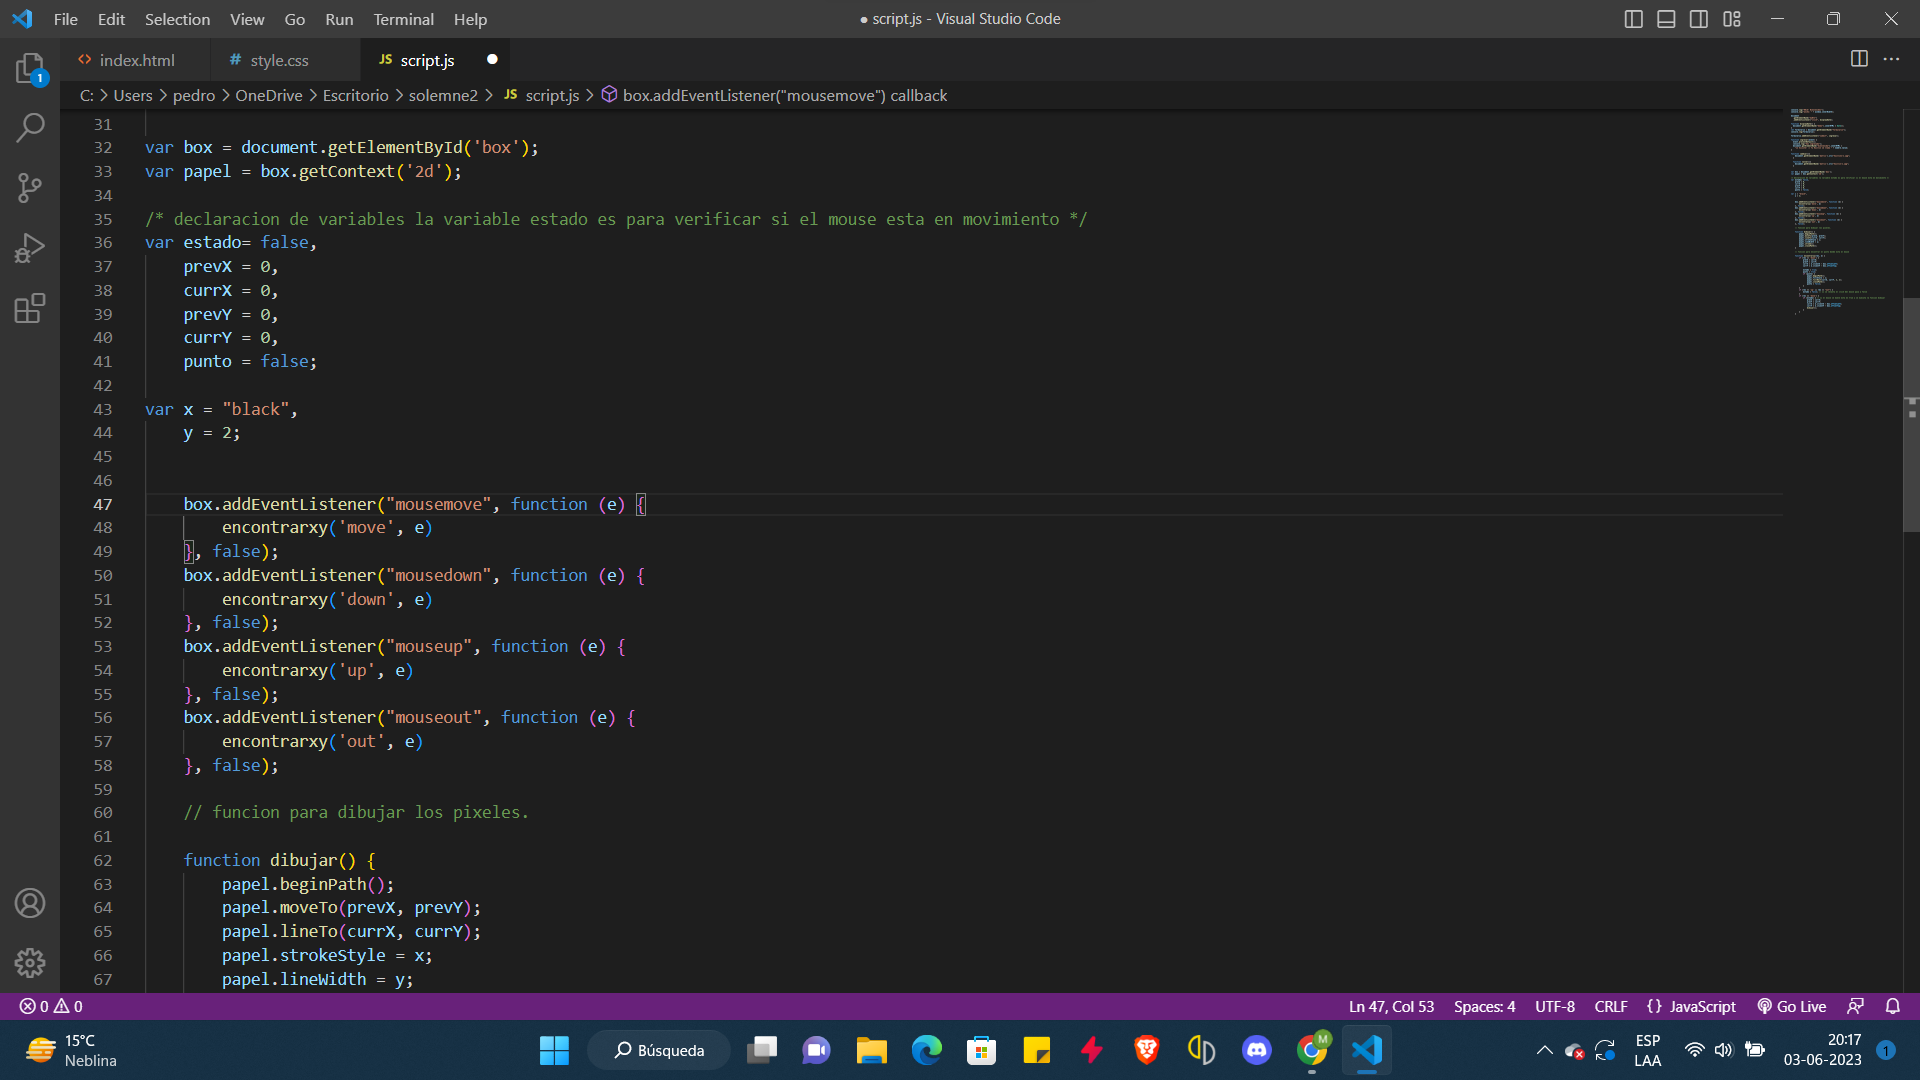 File Edit Selection View Go Run Terminal Help
● script.js - Visual Studio Code
<> index.html
# style.css
JS script.js ●
C: > Users > pedro > OneDrive > Escritorio > solemne2 > JS script.js > box.addEventListener("mousemove") callback
31
32 var box = document.getElementById('box');
33 var papel = box.getContext('2d');
34
35 /* declaracion de variables la variable estado es para verificar si el mouse esta en movimiento */
36 var estado= false,
37 prevX = 0,
38 currX = 0,
39 prevY = 0,
40 currY = 0,
41 punto = false;
42
43 var x = "black",
44 y = 2;
45
46
47 box.addEventListener("mousemove", function (e) {
48 encontrarxy('move', e)
49 }, false);
50 box.addEventListener("mousedown", function (e) {
51 encontrarxy('down', e)
52 }, false);
53 box.addEventListener("mouseup", function (e) {
54 encontrarxy('up', e)
55 }, false);
56 box.addEventListener("mouseout", function (e) {
57 encontrarxy('out', e)
58 }, false);
59
60 // funcion para dibujar los pixeles.
61
62 function dibujar() {
63 papel.beginPath();
64 papel.moveTo(prevX, prevY);
65 papel.lineTo(currX, currY);
66 papel.strokeStyle = x;
67 papel.lineWidth = y;
1
0 0
Ln 47, Col 53 Spaces: 4 UTF-8 CRLF {} JavaScript Go Live
15°C
Neblina
Búsqueda
M
ESP
LAA
20:17
03-06-2023
1